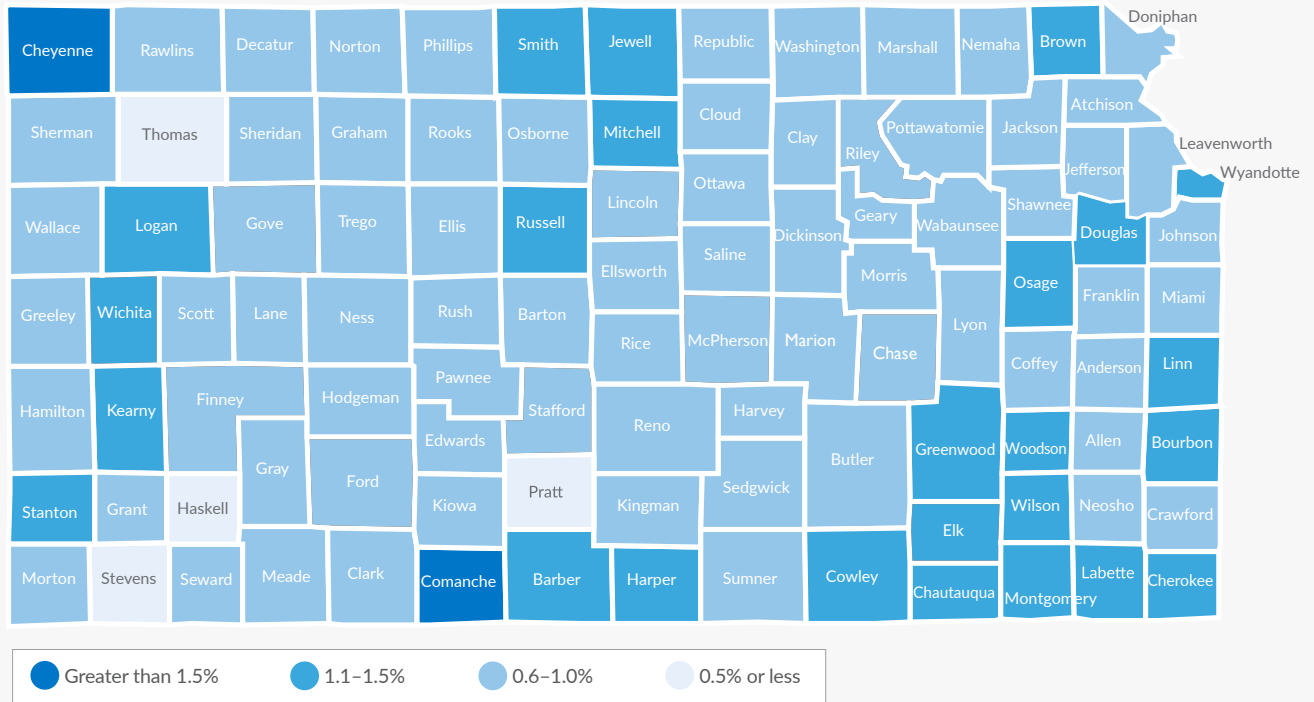 Doniphan
Cheyenne Rawlins Decatur Norton Phillips Smith Jewell Republic Washington Marshall Nemaha Brown
Sherman Thomas Sheridan Graham Rooks Osborne Mitchell Cloud Clay Riley Pottawatomie Jackson Atchison
Leavenworth
Jefferson
Wyandotte
Wallace Logan Gove Trego Ellis Russell Lincoln Ottawa Dickinson Geary Wabaunsee Shawnee Douglas Johnson
Ellsworth Saline Morris Osage Franklin Miami
Greeley Wichita Scott Lane Ness Rush Barton Rice McPherson Marion Chase Lyon
Coffey Anderson Linn
Hamilton Kearny Finney Hodgeman Pawnee Stafford Reno Harvey
Edwards Butler Greenwood Woodson Allen Bourbon
Gray Ford Sedgwick
Stanton Grant Haskell Kiowa Pratt Kingman Elk Wilson Neosho Crawford
Morton Stevens Seward Meade Clark Comanche Barber Harper Sumner Cowley Chautauqua Montgomery Labette Cherokee
Greater than 1.5% 1.1–1.5% 0.6–1.0% 0.5% or less